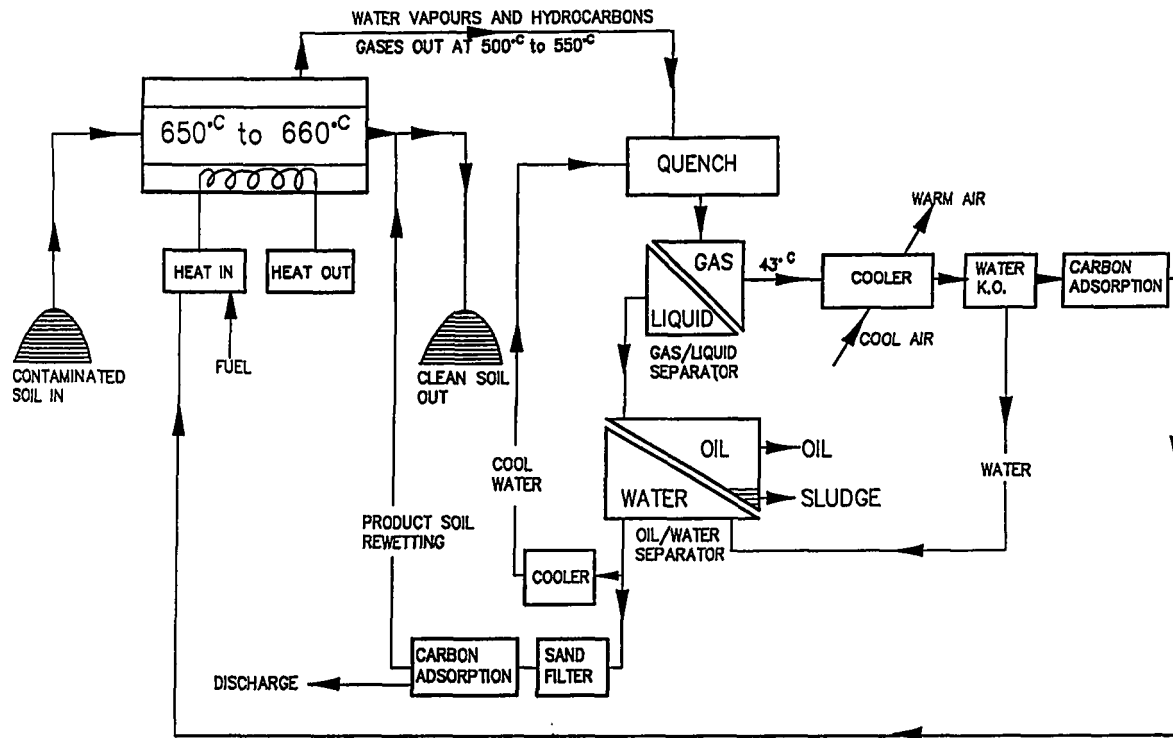 WATER VAPOURS AND HYDROCARBONS
GASES OUT AT 500°C to 550°C
650°C to 660°C
QUENCH
WARM AIR
HEAT IN
HEAT OUT
GAS
LIQUID
43°C
COOLER
WATER
K.O.
CARBON
ADSORPTION
COOL AIR
FUEL
GAS/LIQUID
SEPARATOR
CONTAMINATED
SOIL IN
CLEAN SOIL
OUT
OIL
OIL
COOL
WATER
WATER
SLUDGE
WATER
PRODUCT SOIL
REWETTING
OIL/WATER
SEPARATOR
COOLER
CARBON
ADSORPTION
SAND
FILTER
DISCHARGE